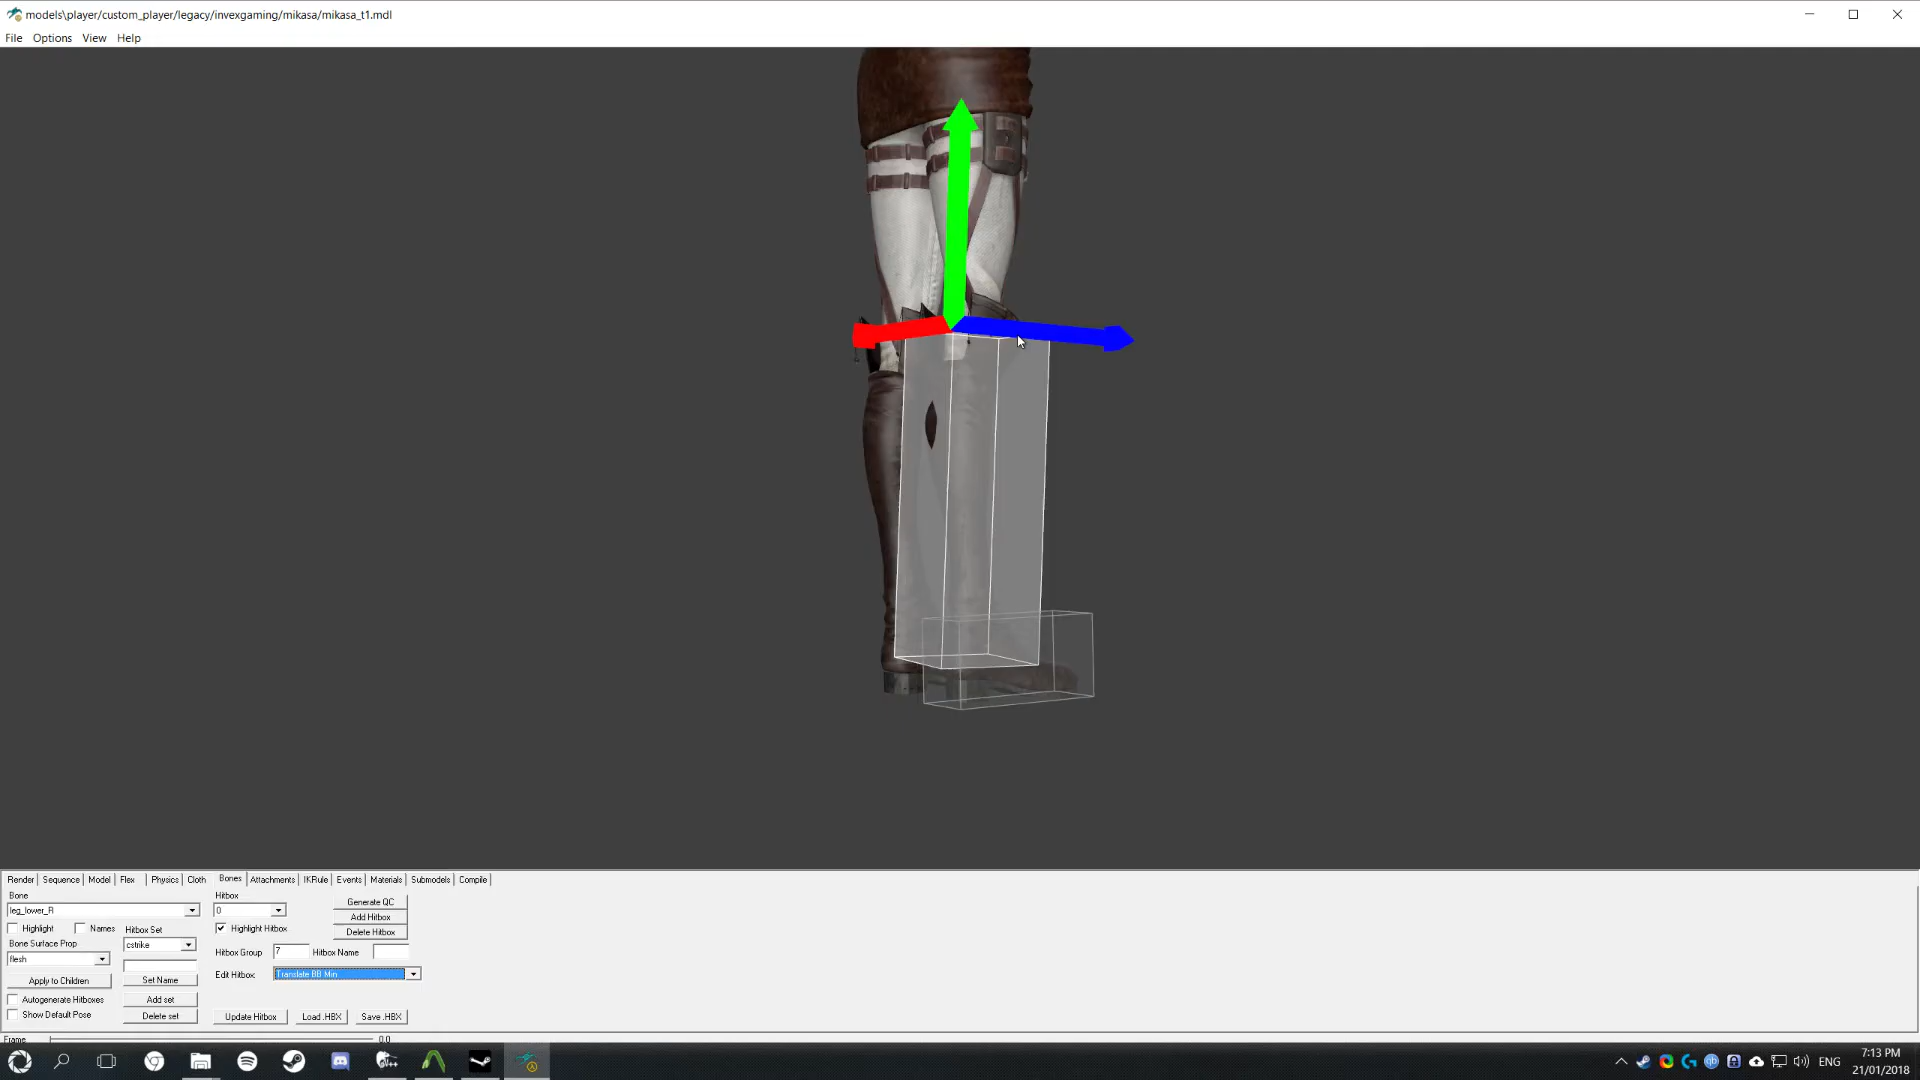 models\player/custom_player/legacy/invexgaming/mikasa/mikasa_t1.mdl
File Options View Help
Render Sequence Model Flex Physics Cloth Bones Attachments IKRule Events Materials Submodels Compile
Bone
leg_lower_R
Highlight Names
Bone Surface Prop
flesh
Apply to Children
Autogenerate Hitboxes
Show Default Pose
Hitbox Set
cstrike
Set Name
Add set
Delete set
Hitbox
0
Highlight Hitbox
Generate QC
Add Hitbox
Delete Hitbox
Hitbox Group 7 Hitbox Name
Edit Hitbox: Translate BB Min
Update Hitbox Load .HBX Save .HBX
Frame 0.0
ENG
7:13 PM
21/01/2018